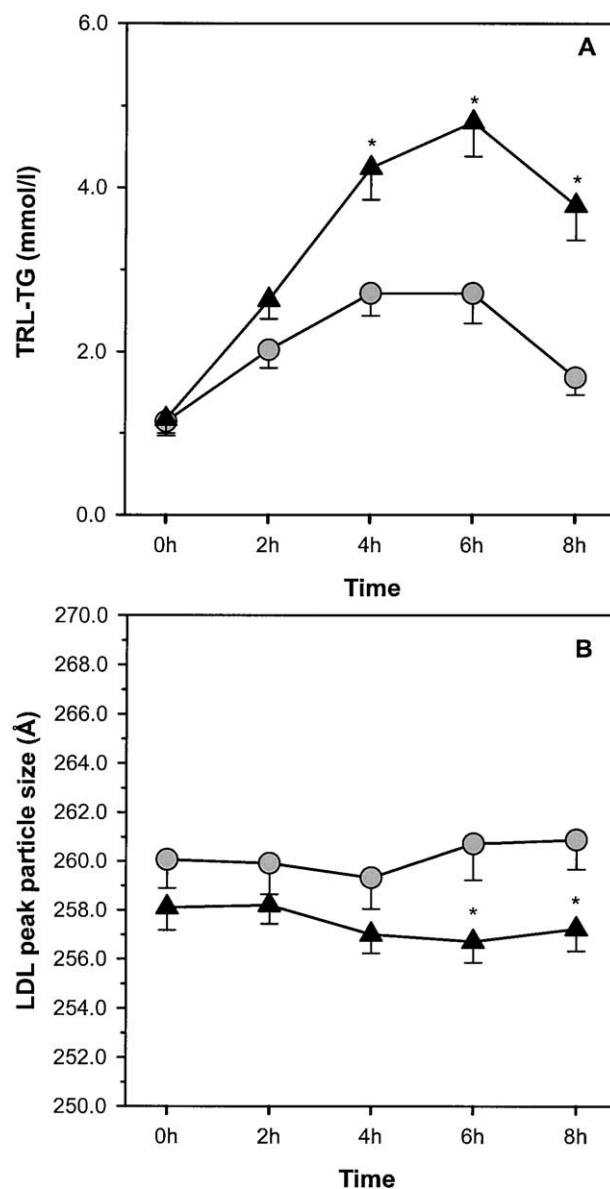 A
6.0
4.0
2.0
0.0
TRL-TG (mmol/l)
* * *
0h 2h 4h 6h 8h
Time
B
270.0
268.0
266.0
264.0
262.0
260.0
258.0
256.0
254.0
252.0
250.0
LDL peak particle size (Å)
* *
0h 2h 4h 6h 8h
Time